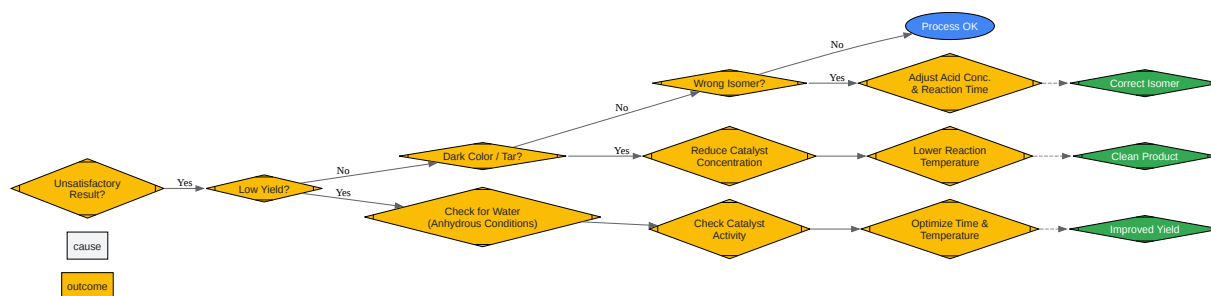 Process OK
No
Wrong Isomer?
Yes
Adjust Acid Conc.
& Reaction Time
Correct Isomer
No
Dark Color / Tar?
Yes
Reduce Catalyst
Concentration
Lower Reaction
Temperature
Clean Product
No
Unsatisfactory
Result?
Yes
Low Yield?
Yes
Check for Water
(Anhydrous Conditions)
Check Catalyst
Activity
Optimize Time &
Temperature
Improved Yield
cause
outcome